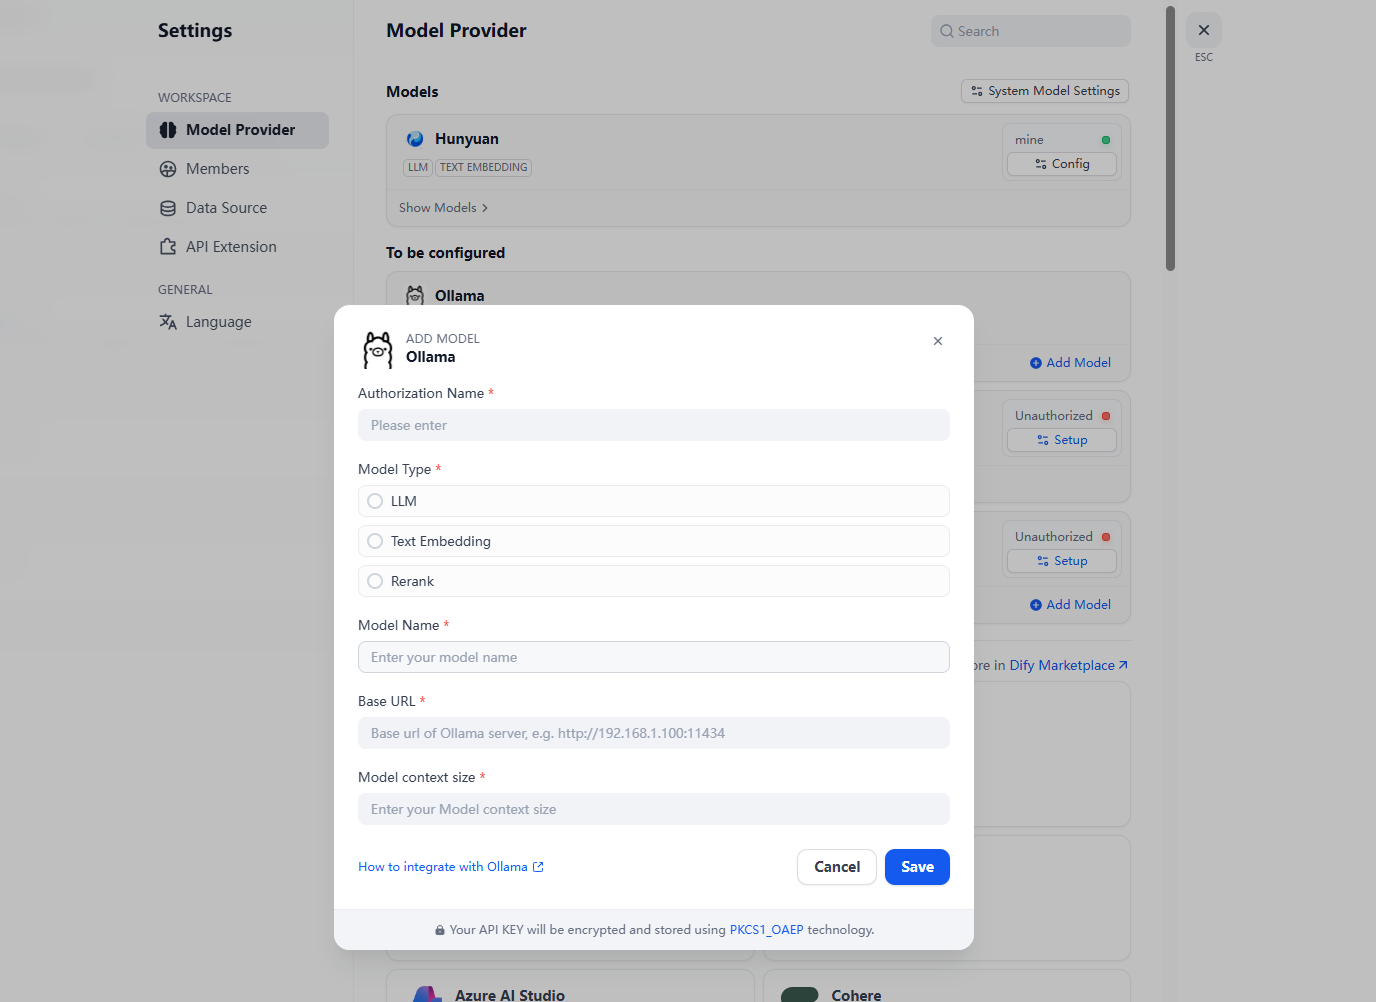 Settings
WORKSPACE
Model Provider
Members
Data Source
API Extension
GENERAL
Language
Model Provider
Search
ESC
Models
System Model Settings
Hunyuan
LLM
TEXT EMBEDDING
mine
Config
Show Models
To be configured
Ollama
Add Model
Unauthorized
Setup
Unauthorized
Setup
Add Model
in Dify Marketplace
ADD MODEL
Ollama
Authorization Name *
Please enter
Model Type *
LLM
Text Embedding
Rerank
Model Name *
Enter your model name
Base URL *
Base url of Ollama server, e.g. http://192.168.1.100:11434
Model context size *
Enter your Model context size
How to integrate with Ollama
Cancel
Save
Your API KEY will be encrypted and stored using PKCS1_OAEP technology.
Azure AI Studio
Cohere